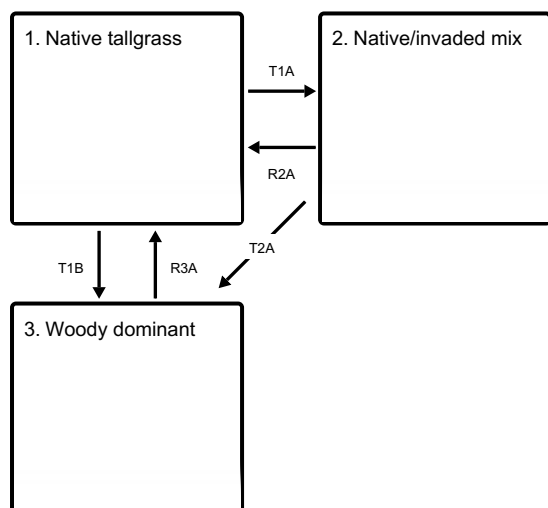 1. Native tallgrass
2. Native/invaded mix
T1A
R2A
T1B
R3A
T2A
3. Woody dominant